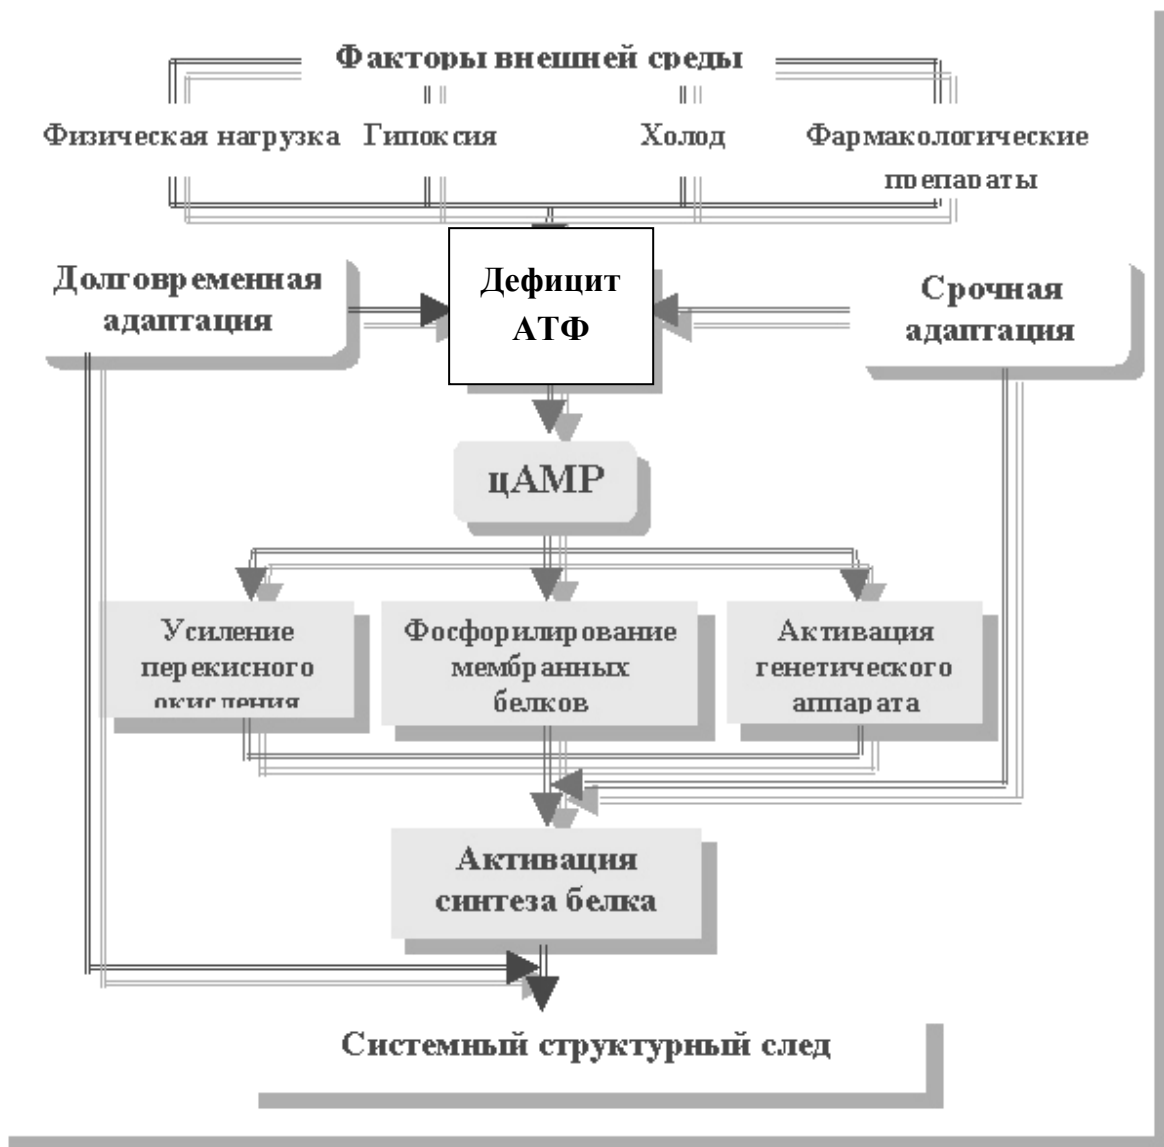 Факторы внешней среды
Физическая нагрузка Гипоксия Холод Фармакологические
препараты
Долговременная
адаптация
Дефицит
АТФ
Срочная
адаптация
цАМР
Усиление
перекисного
окисления
Фосфорилирование
мембранных
белков
Активация
генетического
аппарата
Активация
синтеза белка
Системный структурный след